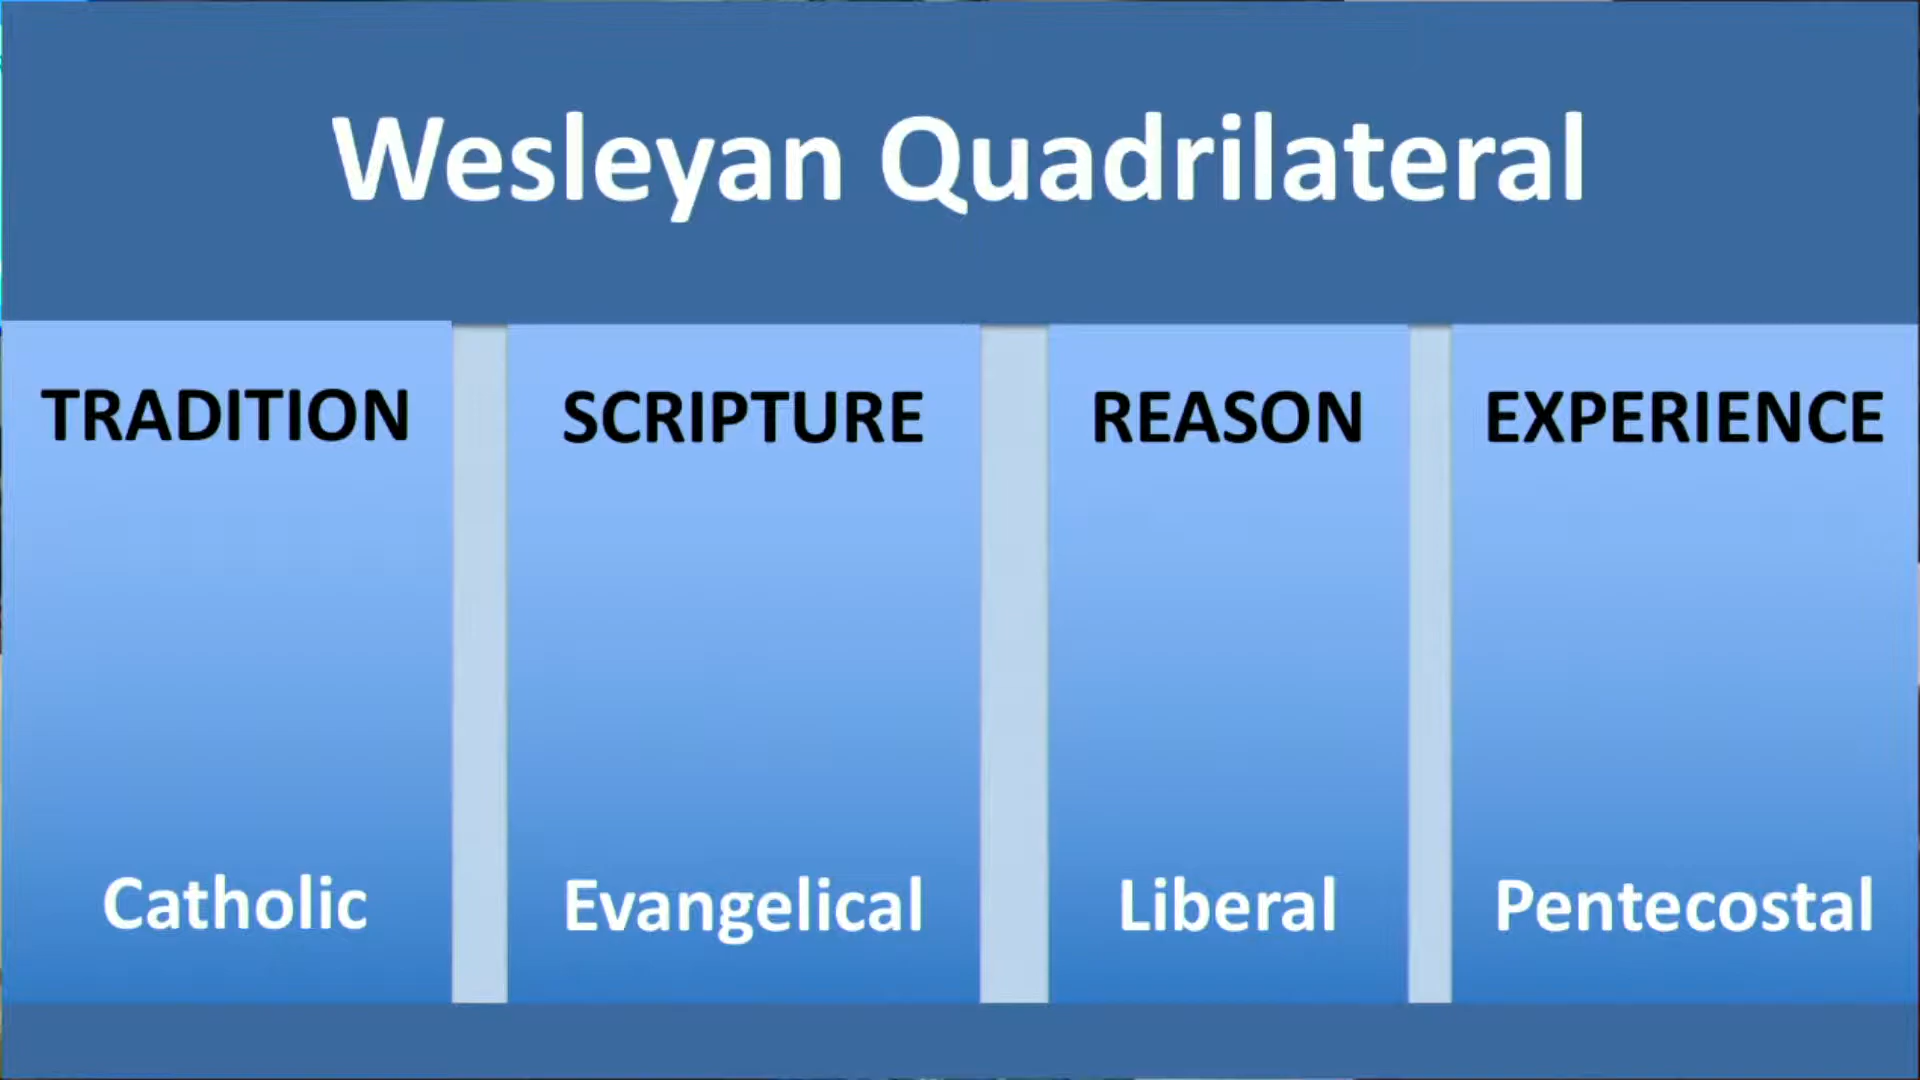 Wesleyan Quadrilateral
TRADITION
SCRIPTURE
REASON
EXPERIENCE
Catholic
Evangelical
Liberal
Pentecostal